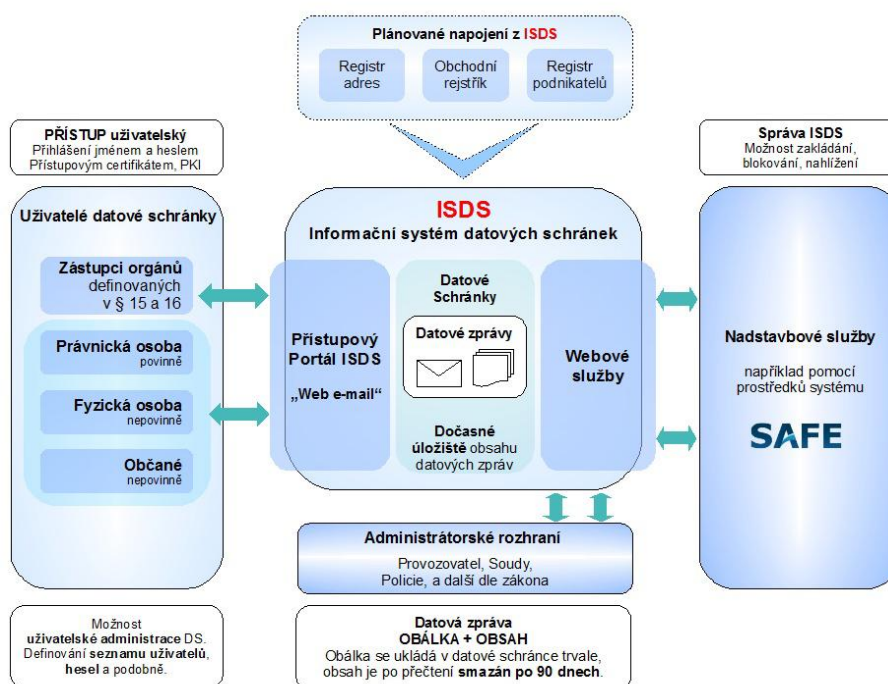 Plánované napojení z ISDS
Registr
adres
Obchodní
rejstřík
Registr
podnikatelů
PŘÍSTUP uživatelský
Přihlášení jménem a heslem
Přístupovým certifikátem, PKI
Správa ISDS
Možnost zakládání,
blokování, nahlížení
Uživatelé datové schránky
Zástupci orgánů
definovaných
v § 15 a 16
Právnická osoba
povinně
Fyzická osoba
nepovinně
Občané
nepovinně
ISDS
Informační systém datových schránek
Přístupový
Portál ISDS
„Web e-mail“
Datové
Schránky
Datové zprávy
Dočasné
úložiště obsahu
datových zpráv
Webové
služby
Nadstavbové služby
například pomocí
prostředků systému
SAFE
Administrátorské rozhraní
Provozovatel, Soudy,
Policie, a další dle zákona
Možnost
uživatelské administrace DS.
Definování seznamu uživatelů,
hesel a podobně.
Datová zpráva
OBÁLKA + OBSAH
Obálka se ukládá v datové schránce trvale,
obsah je po přečtení smazán po 90 dnech.